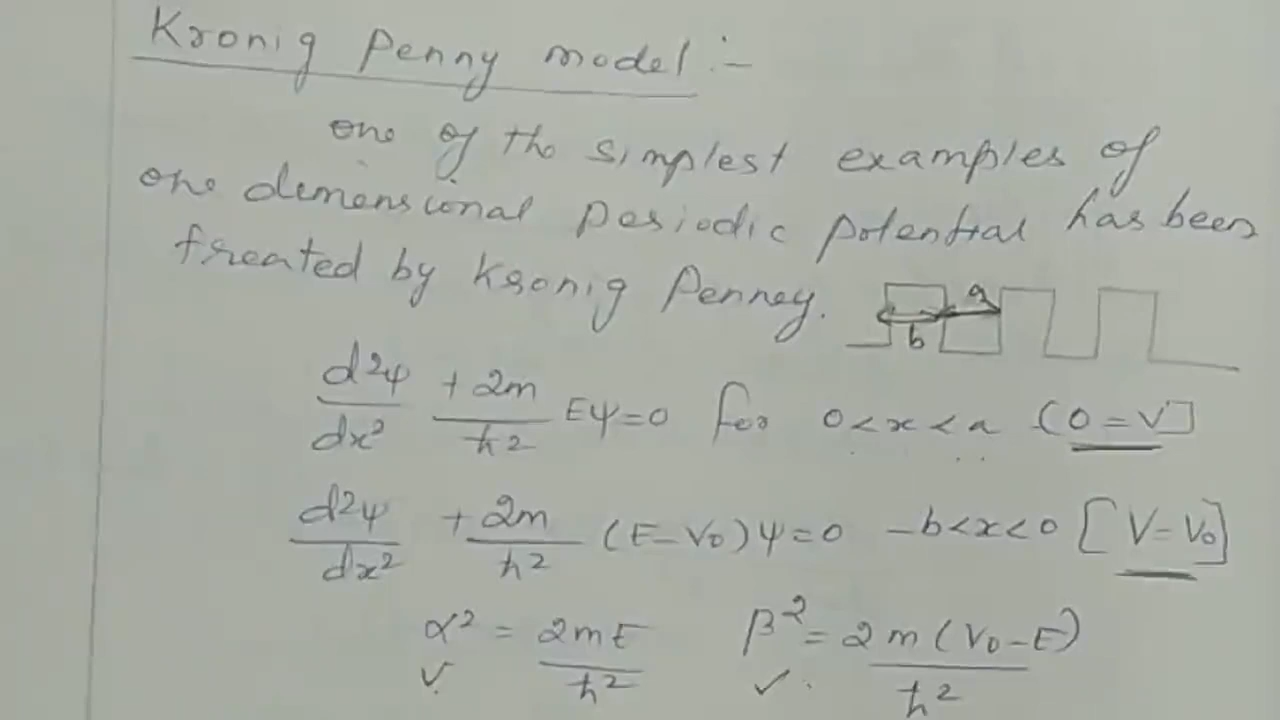 Kronig Penny model :-
one of the simplest examples of
one dimensional periodic potential has been
treated by Kronig Penney.
a
b
d²ψ/dx² + 2m/ħ² Eψ=0 for 0<x<a (0=V]
d²ψ/dx² + 2m/ħ² (E-V₀)ψ=0 -b<x<0 [V=V₀]
α² = 2mE/ħ² β² = 2m(V₀-E)/ħ²